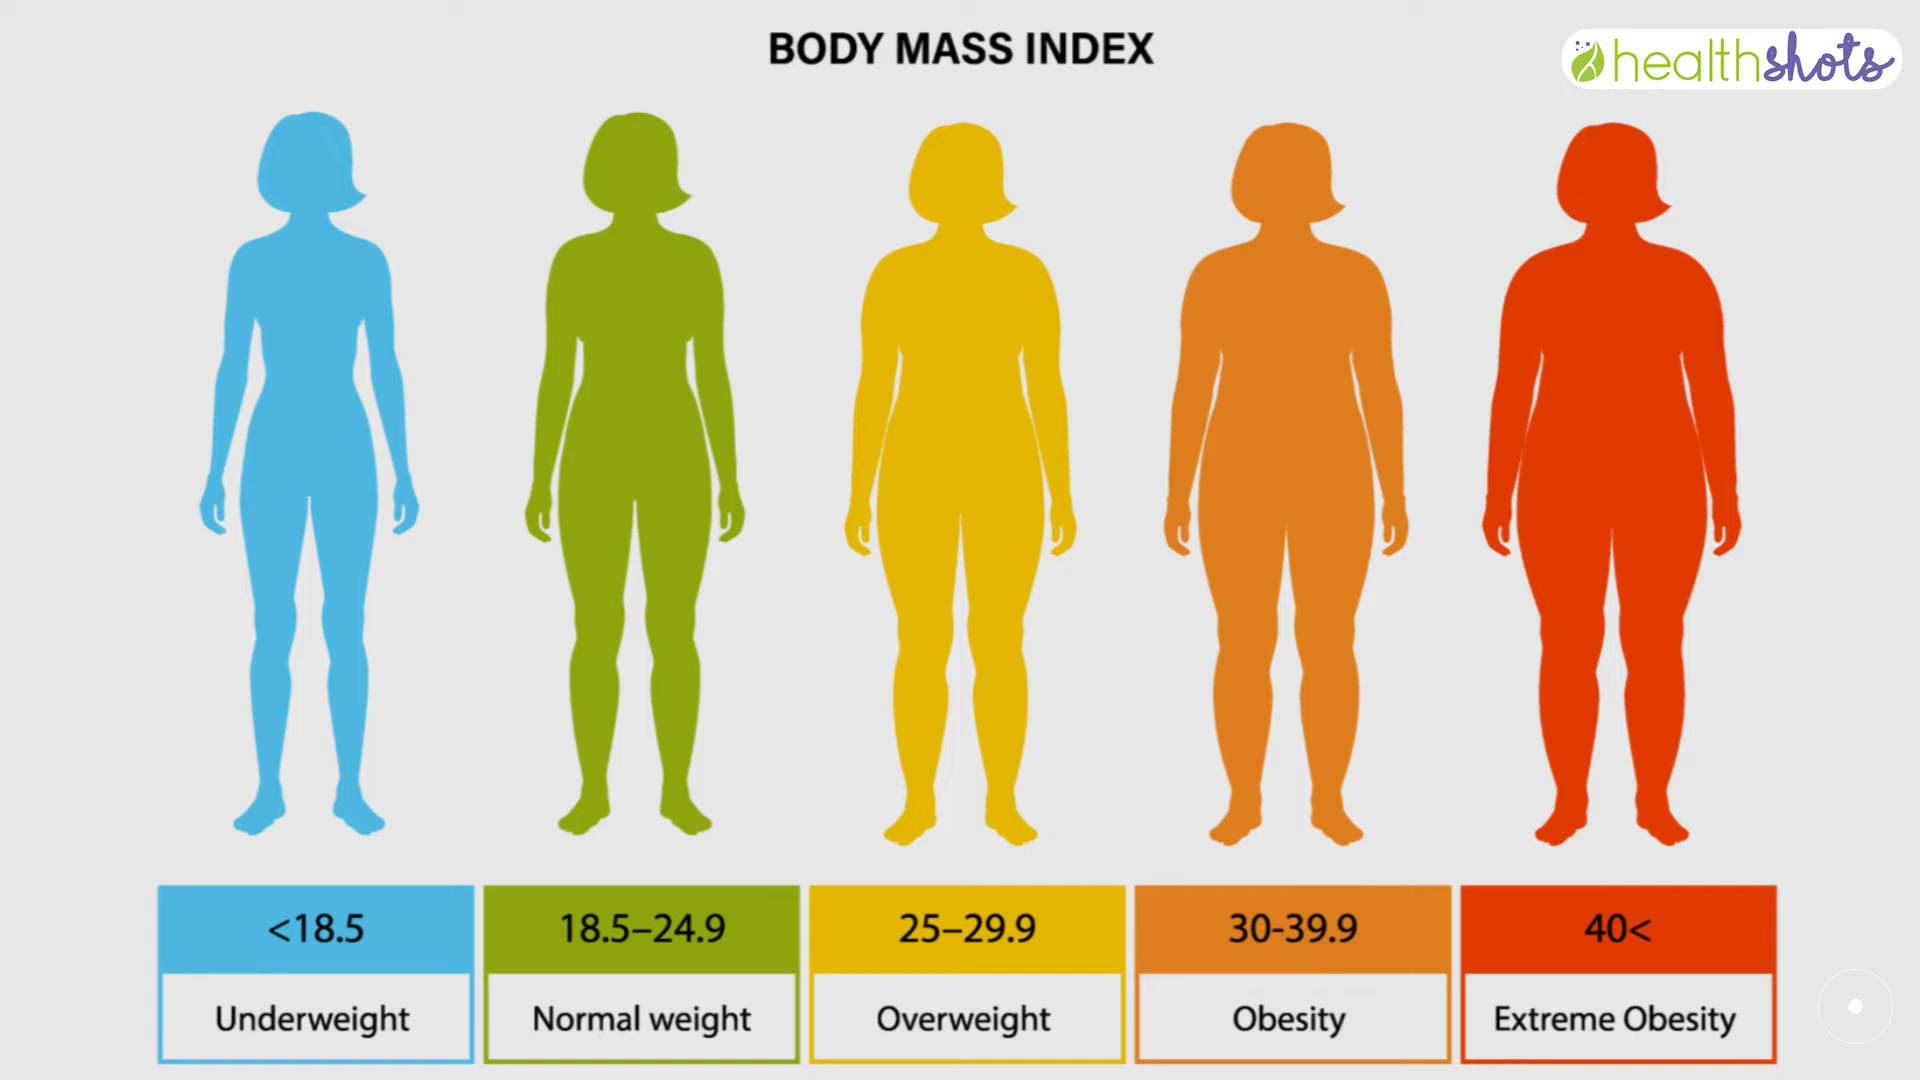 BODY MASS INDEX
healthshots
<18.5
18.5–24.9
25–29.9
30-39.9
40<
Underweight
Normal weight
Overweight
Obesity
Extreme Obesity